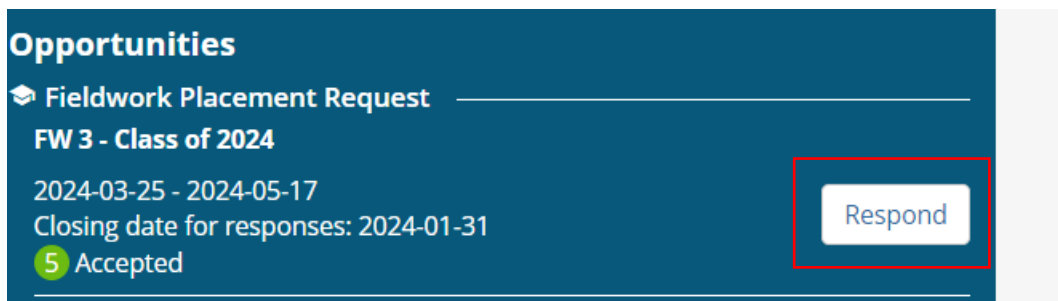 Opportunities
Fieldwork Placement Request
FW 3 - Class of 2024
2024-03-25 - 2024-05-17
Closing date for responses: 2024-01-31
Respond
5 Accepted